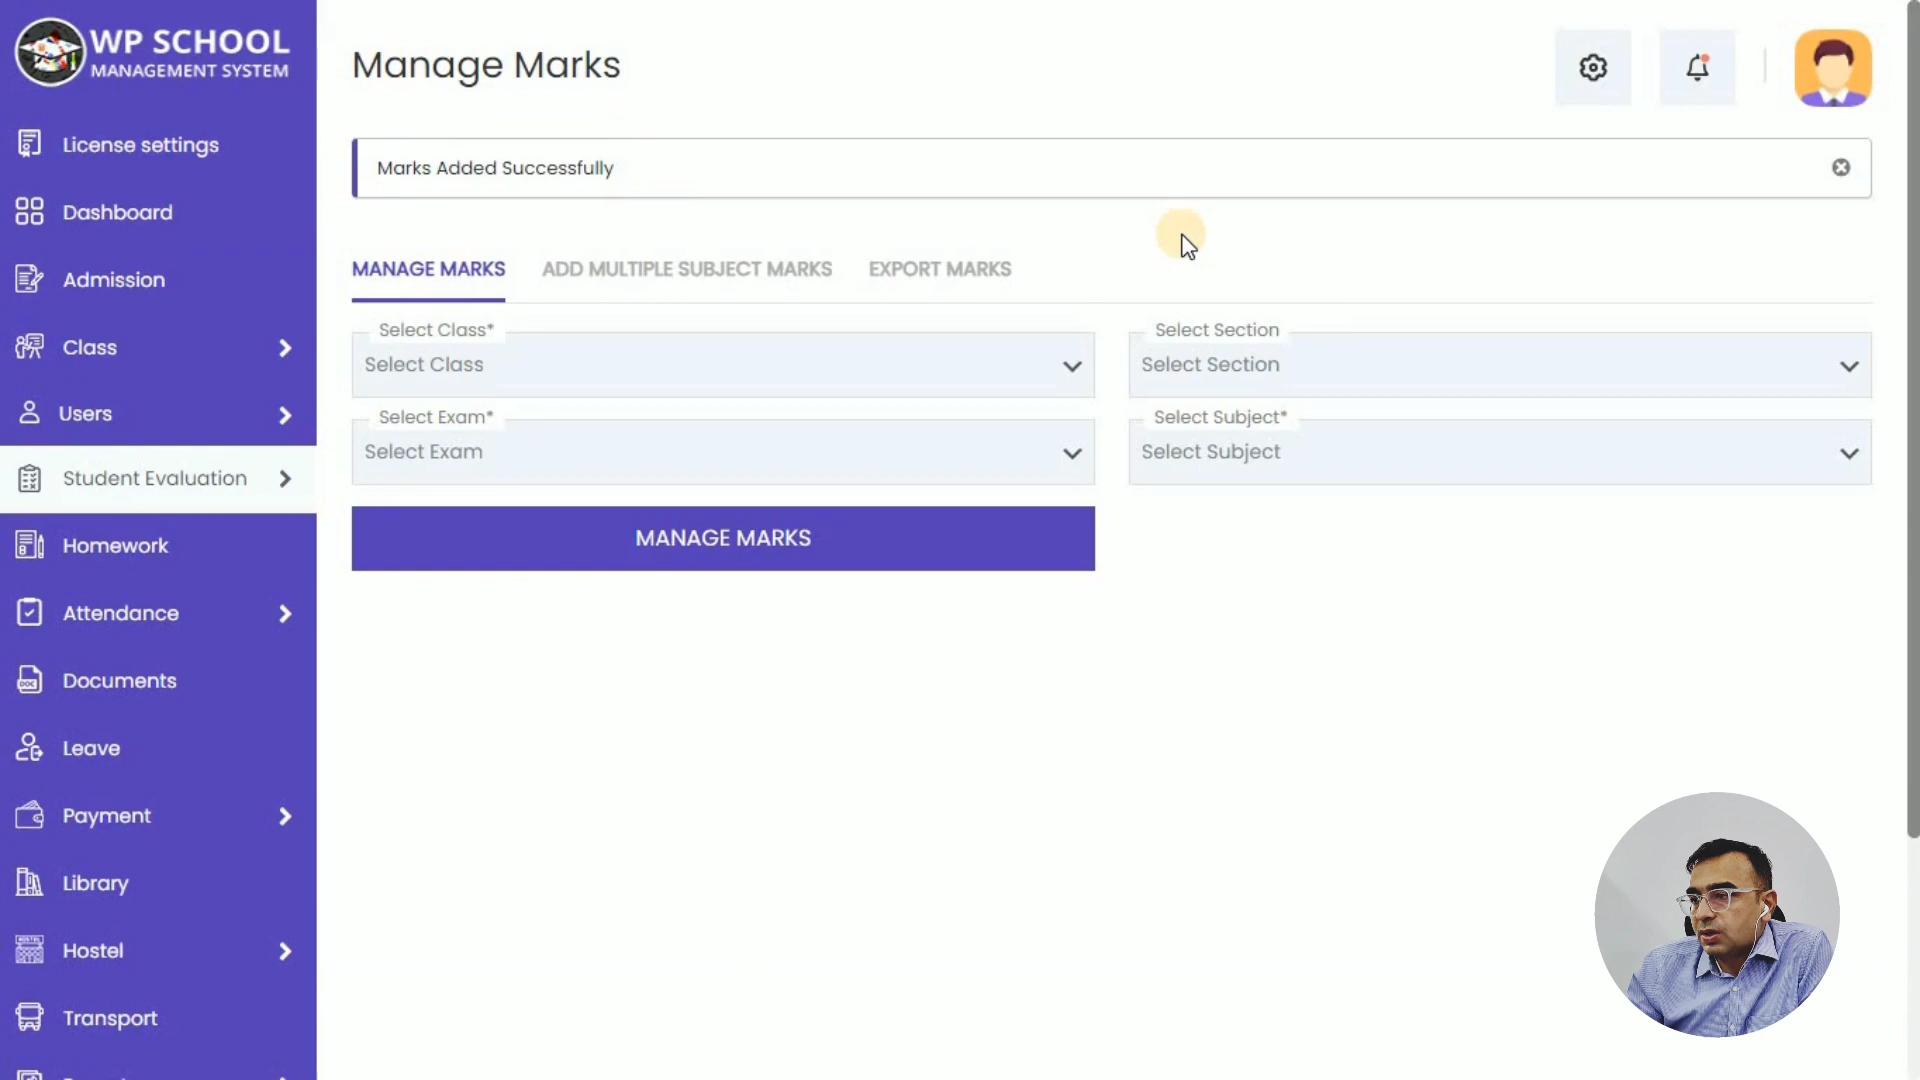 WP SCHOOL
MANAGEMENT SYSTEM
License settings
Dashboard
Admission
Class
Users
Student Evaluation
Homework
Attendance
Documents
Leave
Payment
Library
Hostel
Transport
Manage Marks
Marks Added Successfully
MANAGE MARKS
ADD MULTIPLE SUBJECT MARKS
EXPORT MARKS
Select Class*
Select Class
Select Section
Select Section
Select Exam*
Select Exam
Select Subject*
Select Subject
MANAGE MARKS